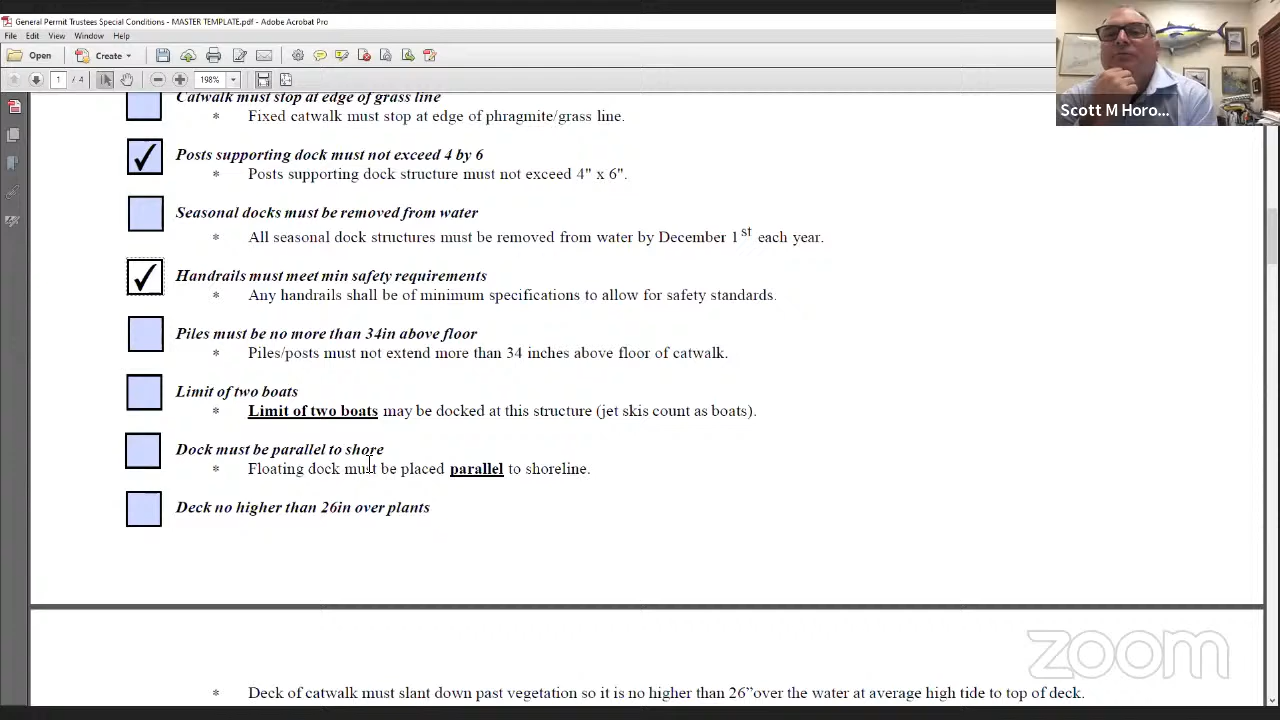 General Permit Trustees Special Conditions - MASTER TEMPLATE.pdf - Adobe Acrobat Pro
File Edit View Window Help
Open Create
1 / 4 198%
Scott M Horo...
Catwalk must stop at edge of grass line
* Fixed catwalk must stop at edge of phragmite/grass line.
Posts supporting dock must not exceed 4 by 6
* Posts supporting dock structure must not exceed 4" x 6".
Seasonal docks must be removed from water
* All seasonal dock structures must be removed from water by December 1st each year.
Handrails must meet min safety requirements
* Any handrails shall be of minimum specifications to allow for safety standards.
Piles must be no more than 34in above floor
* Piles/posts must not extend more than 34 inches above floor of catwalk.
Limit of two boats
* Limit of two boats may be docked at this structure (jet skis count as boats).
Dock must be parallel to shore
* Floating dock must be placed parallel to shoreline.
Deck no higher than 26in over plants
zoom
* Deck of catwalk must slant down past vegetation so it is no higher than 26”over the water at average high tide to top of deck.